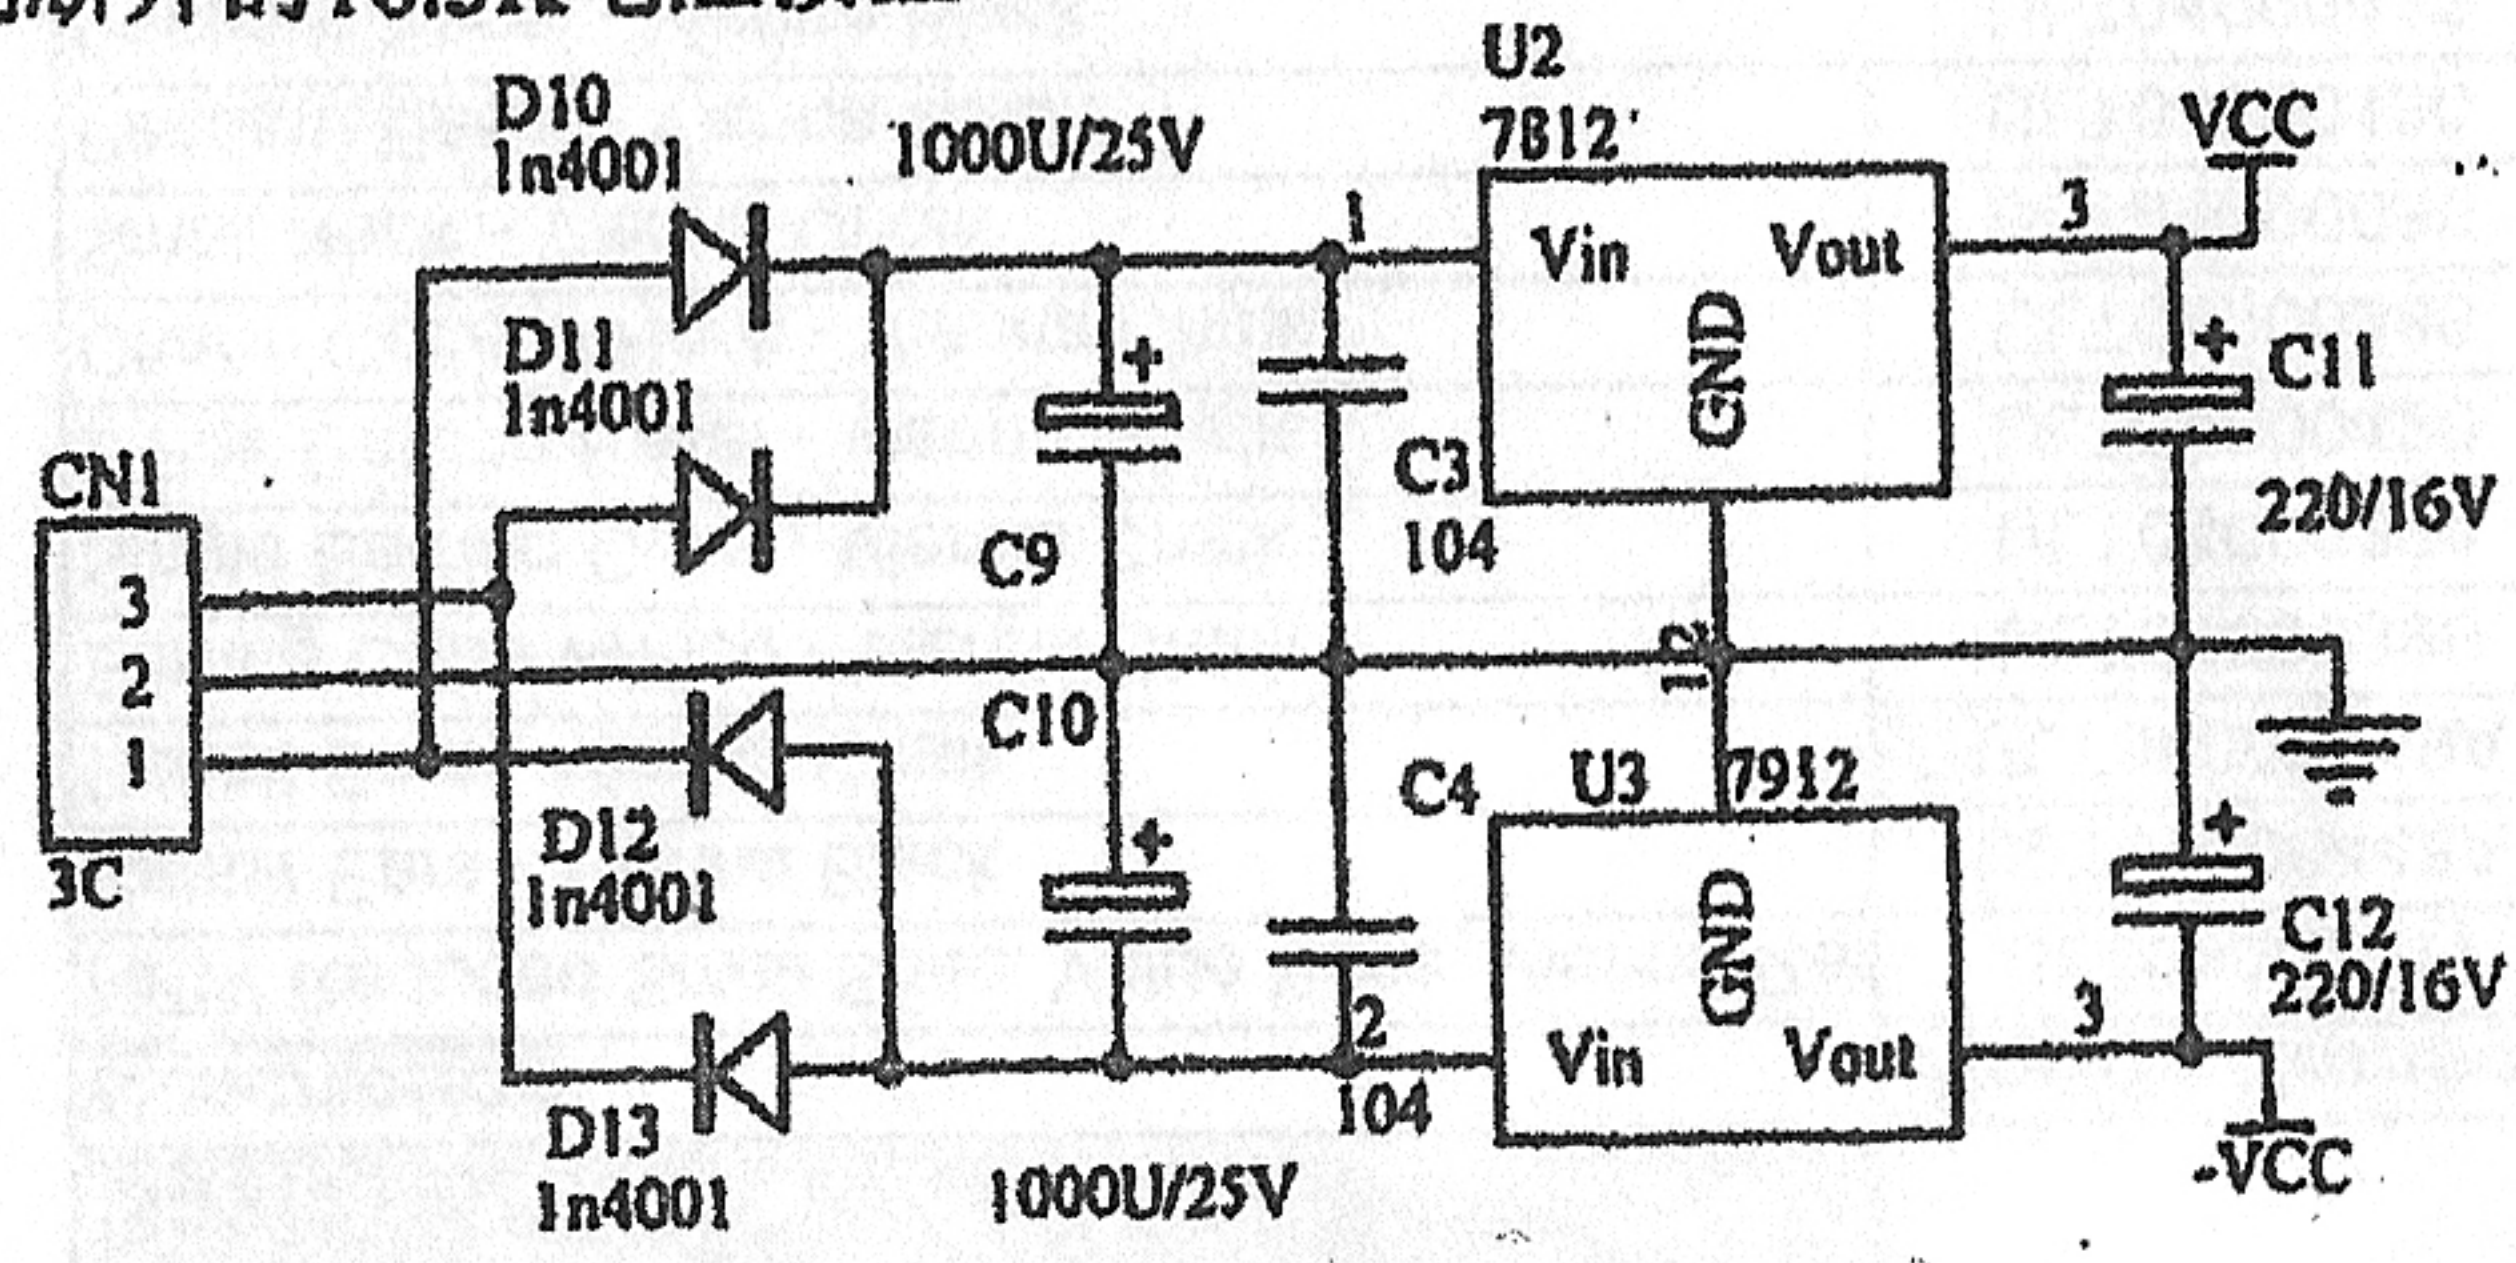 D10
1n4001
1000U/25V
U2
7812
VCC
1
3
Vin
Vout
GND
D11
1n4001
+
+
C11
CN1
C3
104
220/16V
C9
3
2
1
3C
12
C10
C4
U3
7912
D12
1n4001
+
+
GND
C12
220/16V
2
3
Vin
Vout
104
D13
1n4001
1000U/25V
-VCC